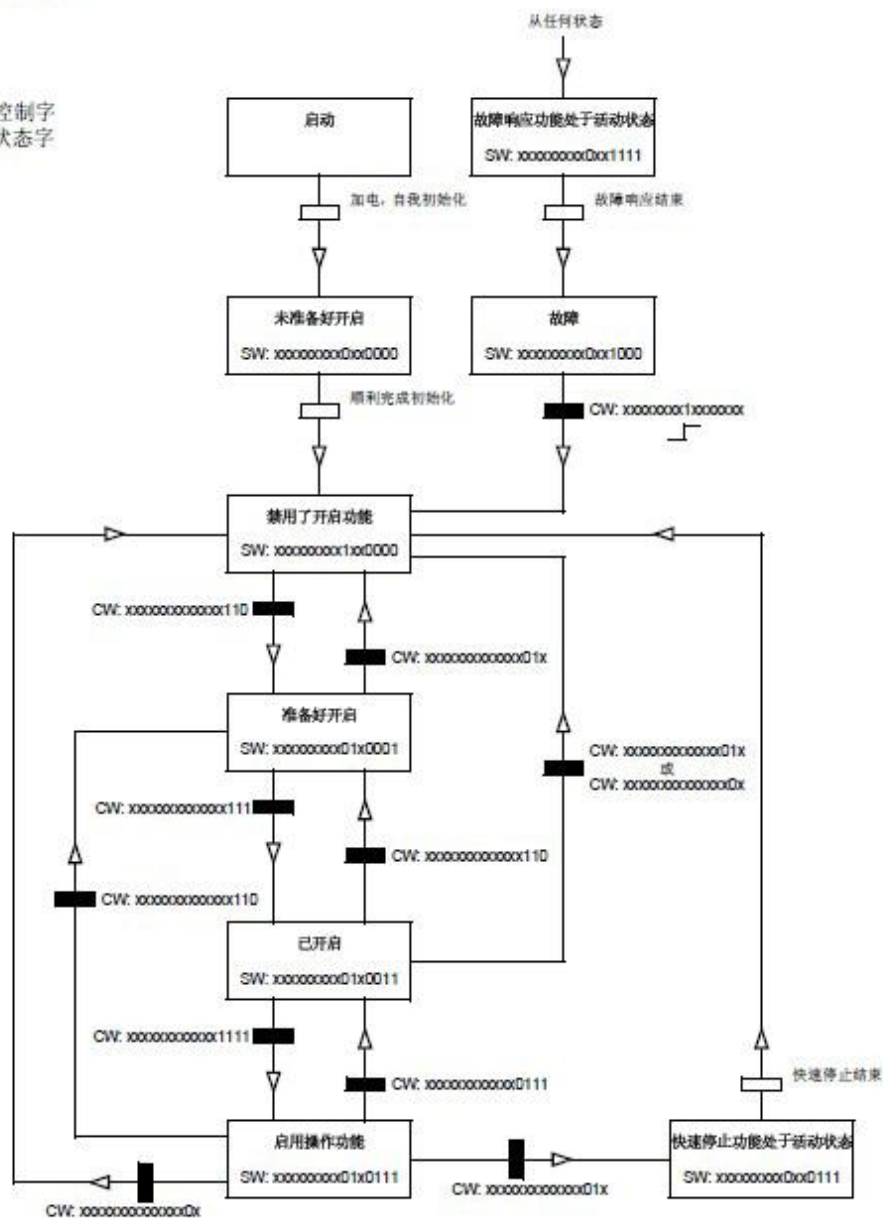 从任何状态
控制字
状态字
启动
故障响应功能处于活动状态
SW: xxxxxxxxx0xx1111
加电，自我初始化
故障响应结束
未准备好开启
SW: xxxxxxxxx0xx0000
故障
SW: xxxxxxxxx0xx1000
顺利完成初始化
CW: xxxxxxxx1xxxxxxx
禁用了开启功能
SW: xxxxxxxxx1xx0000
CW: xxxxxxxxxxxxx110
CW: xxxxxxxxxxxxx01x
准备好开启
SW: xxxxxxxxx01x0001
CW: xxxxxxxxxxxxx01x
或
CW: xxxxxxxxxxxxxx0x
CW: xxxxxxxxxxxxx111
CW: xxxxxxxxxxxxx110
CW: xxxxxxxxxxxxx110
已开启
SW: xxxxxxxxx01x0011
CW: xxxxxxxxxxxx1111
CW: xxxxxxxxxxxx0111
快速停止结束
启用操作功能
SW: xxxxxxxxx01x0111
快速停止功能处于活动状态
SW: xxxxxxxxx0xx0111
CW: xxxxxxxxxxxxx01x
CW: xxxxxxxxxxxxxx0x